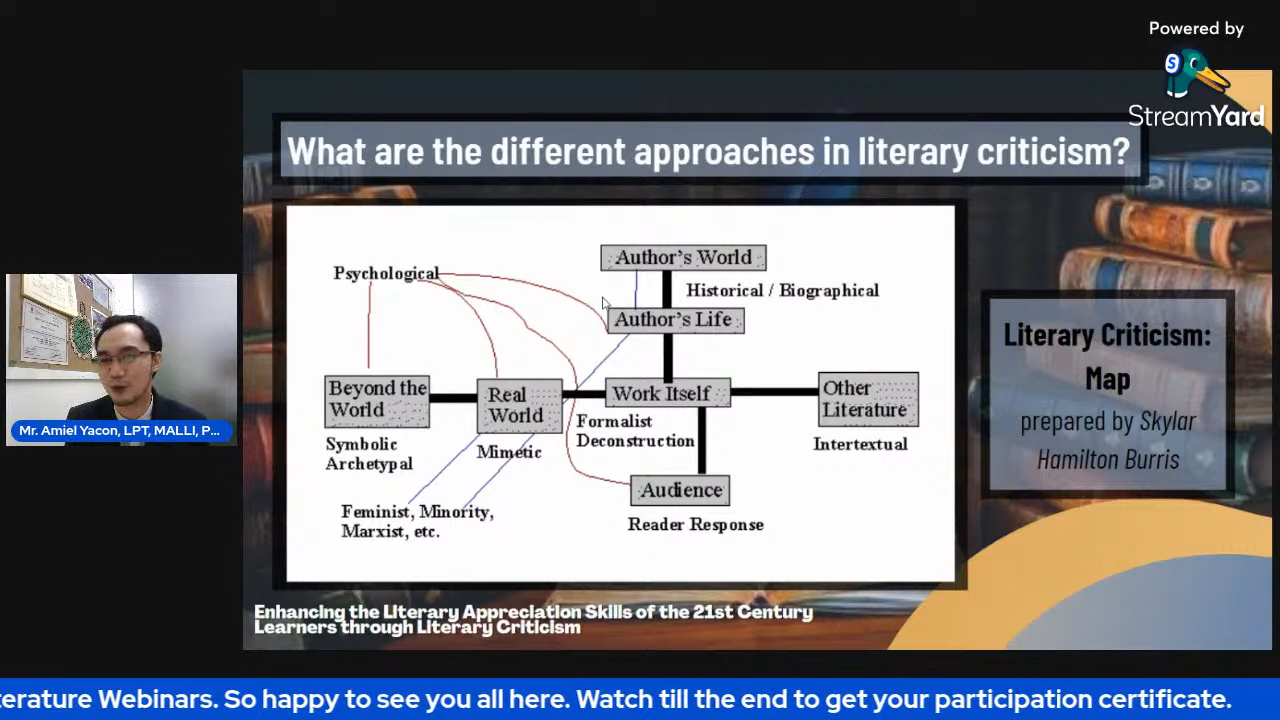 Powered by
S
StreamYard
What are the different approaches in literary criticism?
Psychological
Author's World
Historical / Biographical
Author's Life
Beyond the
World
Real
World
Work Itself
Other
Literature
Symbolic
Archetypal
Mimetic
Formalist
Deconstruction
Intertextual
Audience
Reader Response
Feminist, Minority,
Marxist, etc.
Literary Criticism:
Map
prepared by Skylar
Hamilton Burris
Mr. Amiel Yacon, LPT, MALLI, P...
Enhancing the Literary Appreciation Skills of the 21st Century
Learners through Literary Criticism
terature Webinars. So happy to see you all here. Watch till the end to get your participation certificate.